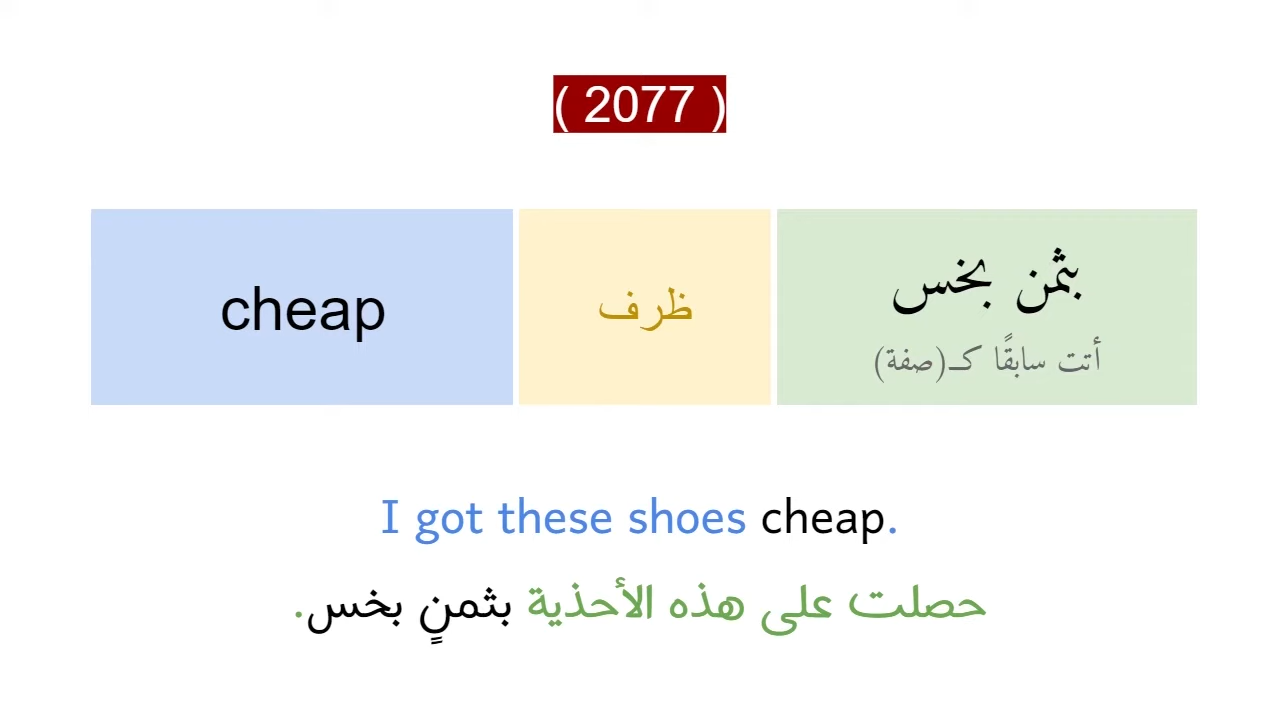 ( 2077 )
cheap
ظرف
بثمن بخس
أتت سابقًا كـ(صفة)
I got these shoes cheap.
حصلت على هذه الأحذية بثمنٍ بخس.